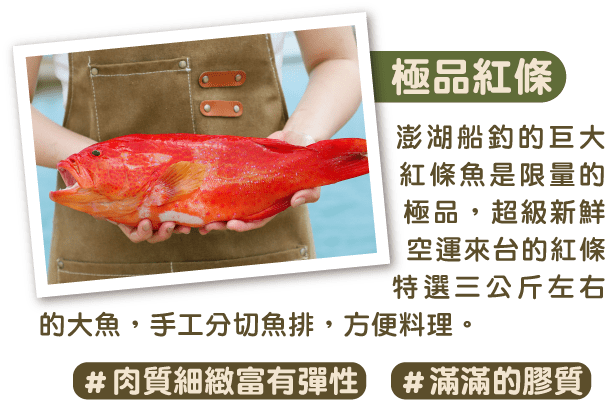 極品紅條
澎湖船釣的巨大
紅條魚是限量的
極品，超級新鮮
空運來台的紅條
特選三公斤左右
的大魚，手工分切魚排，方便料理。
#肉質細緻富有彈性 #滿滿的膠質